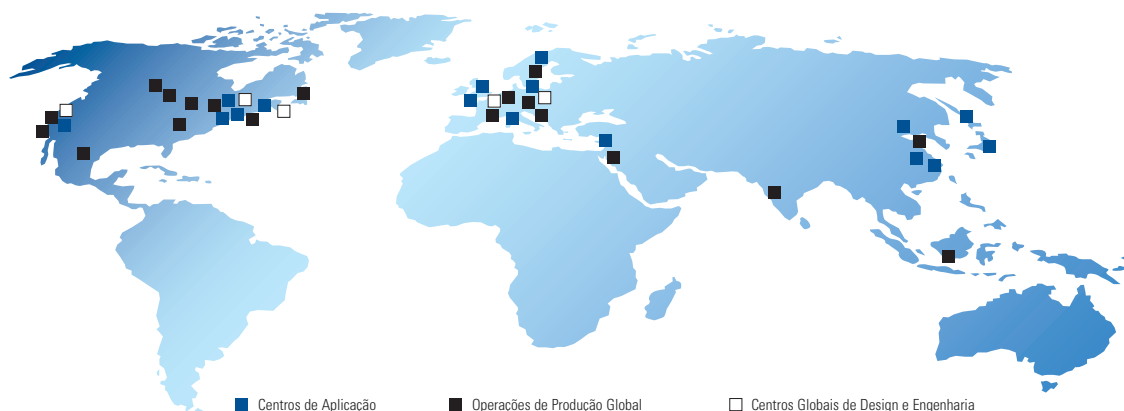 Centros de Aplicação
Operações de Produção Global
Centros Globais de Design e Engenharia